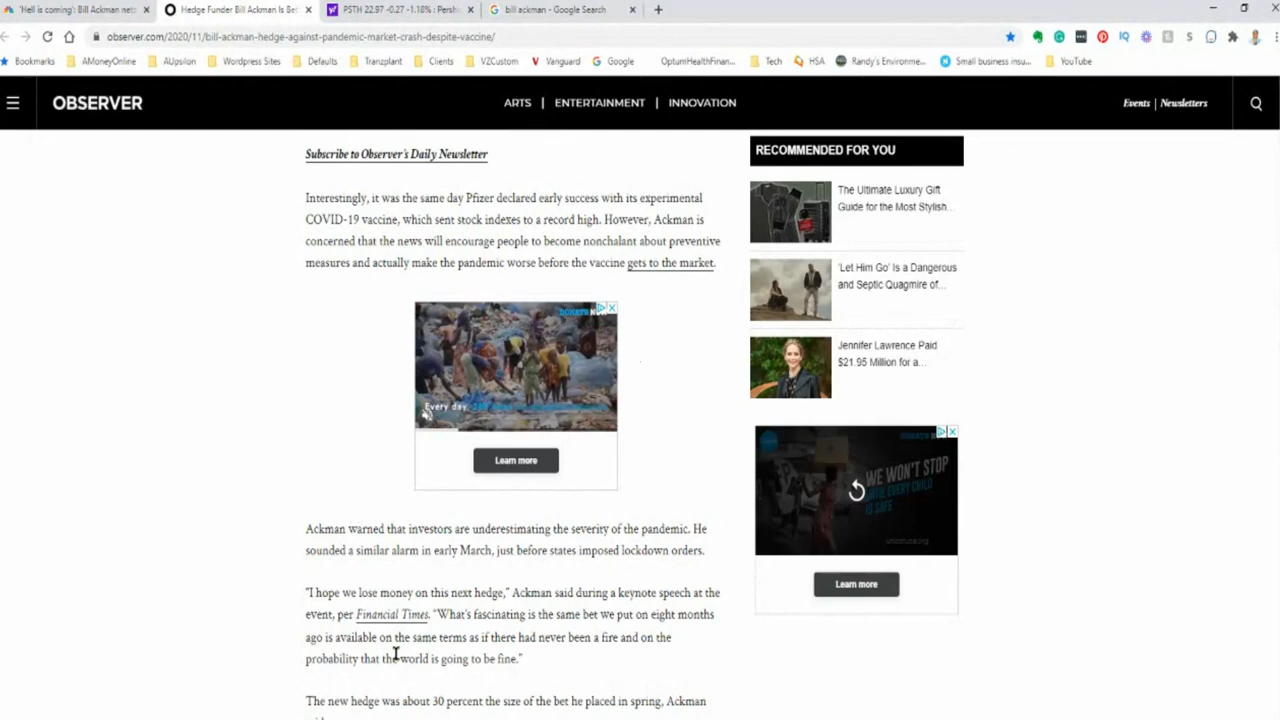 'Hell is coming': Bill Ackman net
Hedge Funder Bill Ackman Is Be
PSTH 22.97 -0.27 -1.18% : Persh
bill ackman - Google Search
observer.com/2020/11/bill-ackman-hedge-against-pandemic-market-crash-despite-vaccine/
Bookmarks
AMoneyOnline
AUpsilon
Wordpress Sites
Defaults
Tranzplant
Clients
VZCustom
Vanguard
Google
OptumHealthFinan...
Tech
HSA
Randy's Environme...
Small business insu...
YouTube
OBSERVER
ARTS | ENTERTAINMENT | INNOVATION
Events | Newsletters
Subscribe to Observer's Daily Newsletter
Interestingly, it was the same day Pfizer declared early success with its experimental
COVID-19 vaccine, which sent stock indexes to a record high. However, Ackman is
concerned that the news will encourage people to become nonchalant about preventive
measures and actually make the pandemic worse before the vaccine gets to the market.
DONATE NOW
Every day
Learn more
Ackman warned that investors are underestimating the severity of the pandemic. He
sounded a similar alarm in early March, just before states imposed lockdown orders.
"I hope we lose money on this next hedge," Ackman said during a keynote speech at the
event, per Financial Times. "What's fascinating is the same bet we put on eight months
ago is available on the same terms as if there had never been a fire and on the
probability that the world is going to be fine."
The new hedge was about 30 percent the size of the bet he placed in spring, Ackman
RECOMMENDED FOR YOU
The Ultimate Luxury Gift
Guide for the Most Stylish...
'Let Him Go' Is a Dangerous
and Septic Quagmire of...
Jennifer Lawrence Paid
$21.95 Million for a...
DONATE NOW
WE WON'T STOP
UNTIL EVERY CHILD
IS SAFE
Learn more